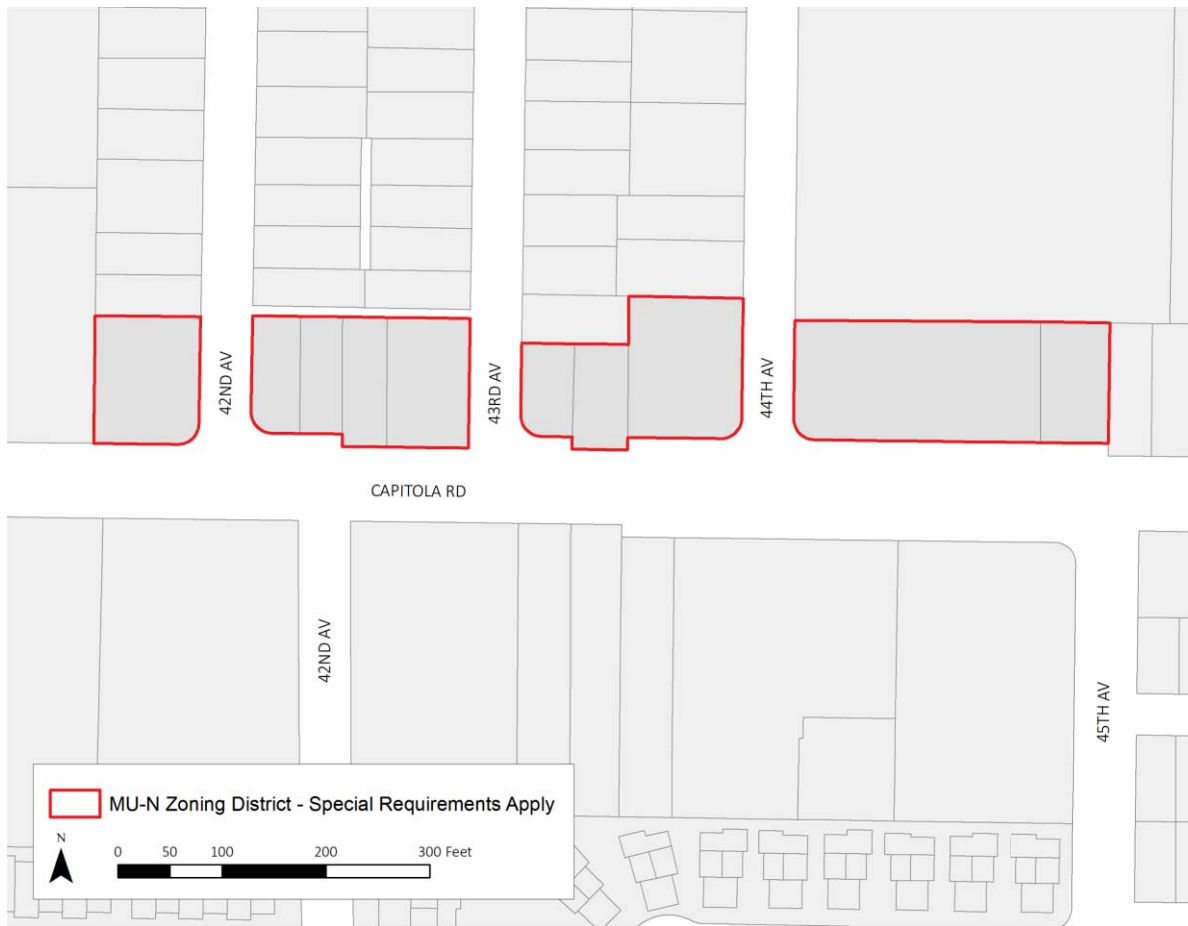 42ND AV
43RD AV
44TH AV
CAPITOLA RD
42ND AV
45TH AV
MU-N Zoning District - Special Requirements Apply
N
0 50 100 200 300 Feet